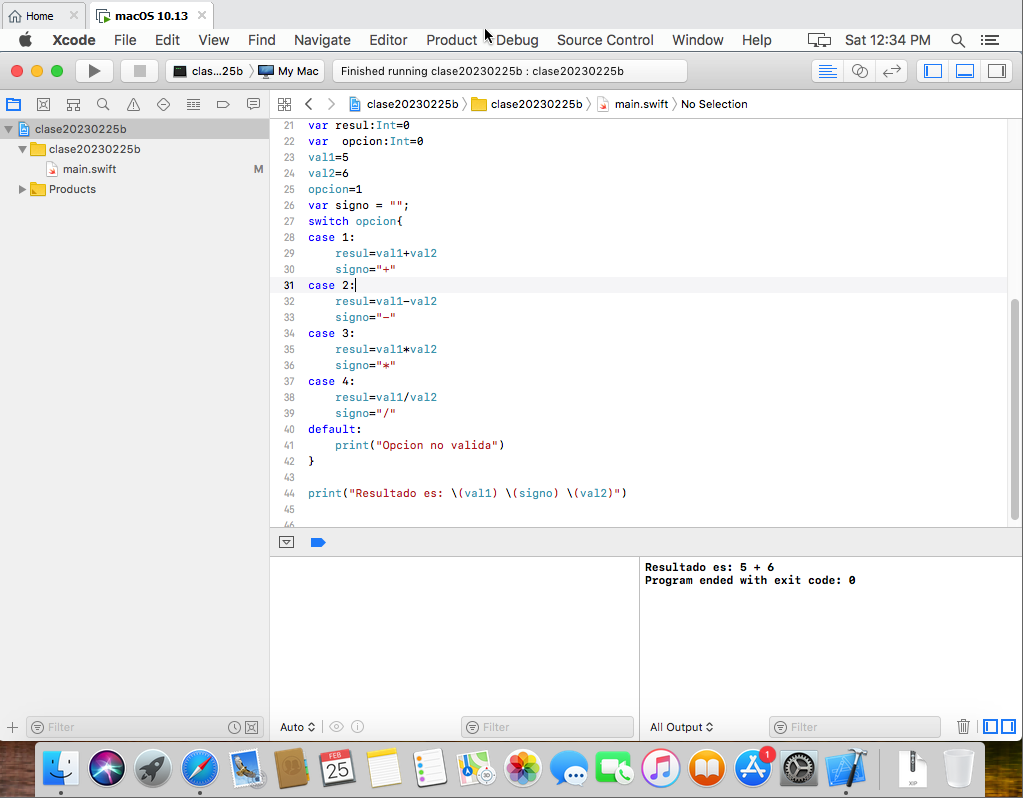 Home
macOS 10.13
Xcode File Edit View Find Navigate Editor Product Debug Source Control Window Help Sat 12:34 PM
clas...25b My Mac Finished running clase20230225b : clase20230225b
clase20230225b clase20230225b main.swift No Selection
clase20230225b
clase20230225b
main.swift M
Products
21 var resul:Int=0
22 var  opcion:Int=0
23 val1=5
24 val2=6
25 opcion=1
26 var signo = "";
27 switch opcion{
28 case 1:
29     resul=val1+val2
30     signo="+"
31 case 2:
32     resul=val1-val2
33     signo="-"
34 case 3:
35     resul=val1*val2
36     signo="*"
37 case 4:
38     resul=val1/val2
39     signo="/"
40 default:
41     print("Opcion no valida")
42 }
43
44 print("Resultado es: \(val1) \(signo) \(val2)")
45
46
Resultado es: 5 + 6
Program ended with exit code: 0
Filter Auto Filter All Output Filter
FEB
25
3D
1
XIP